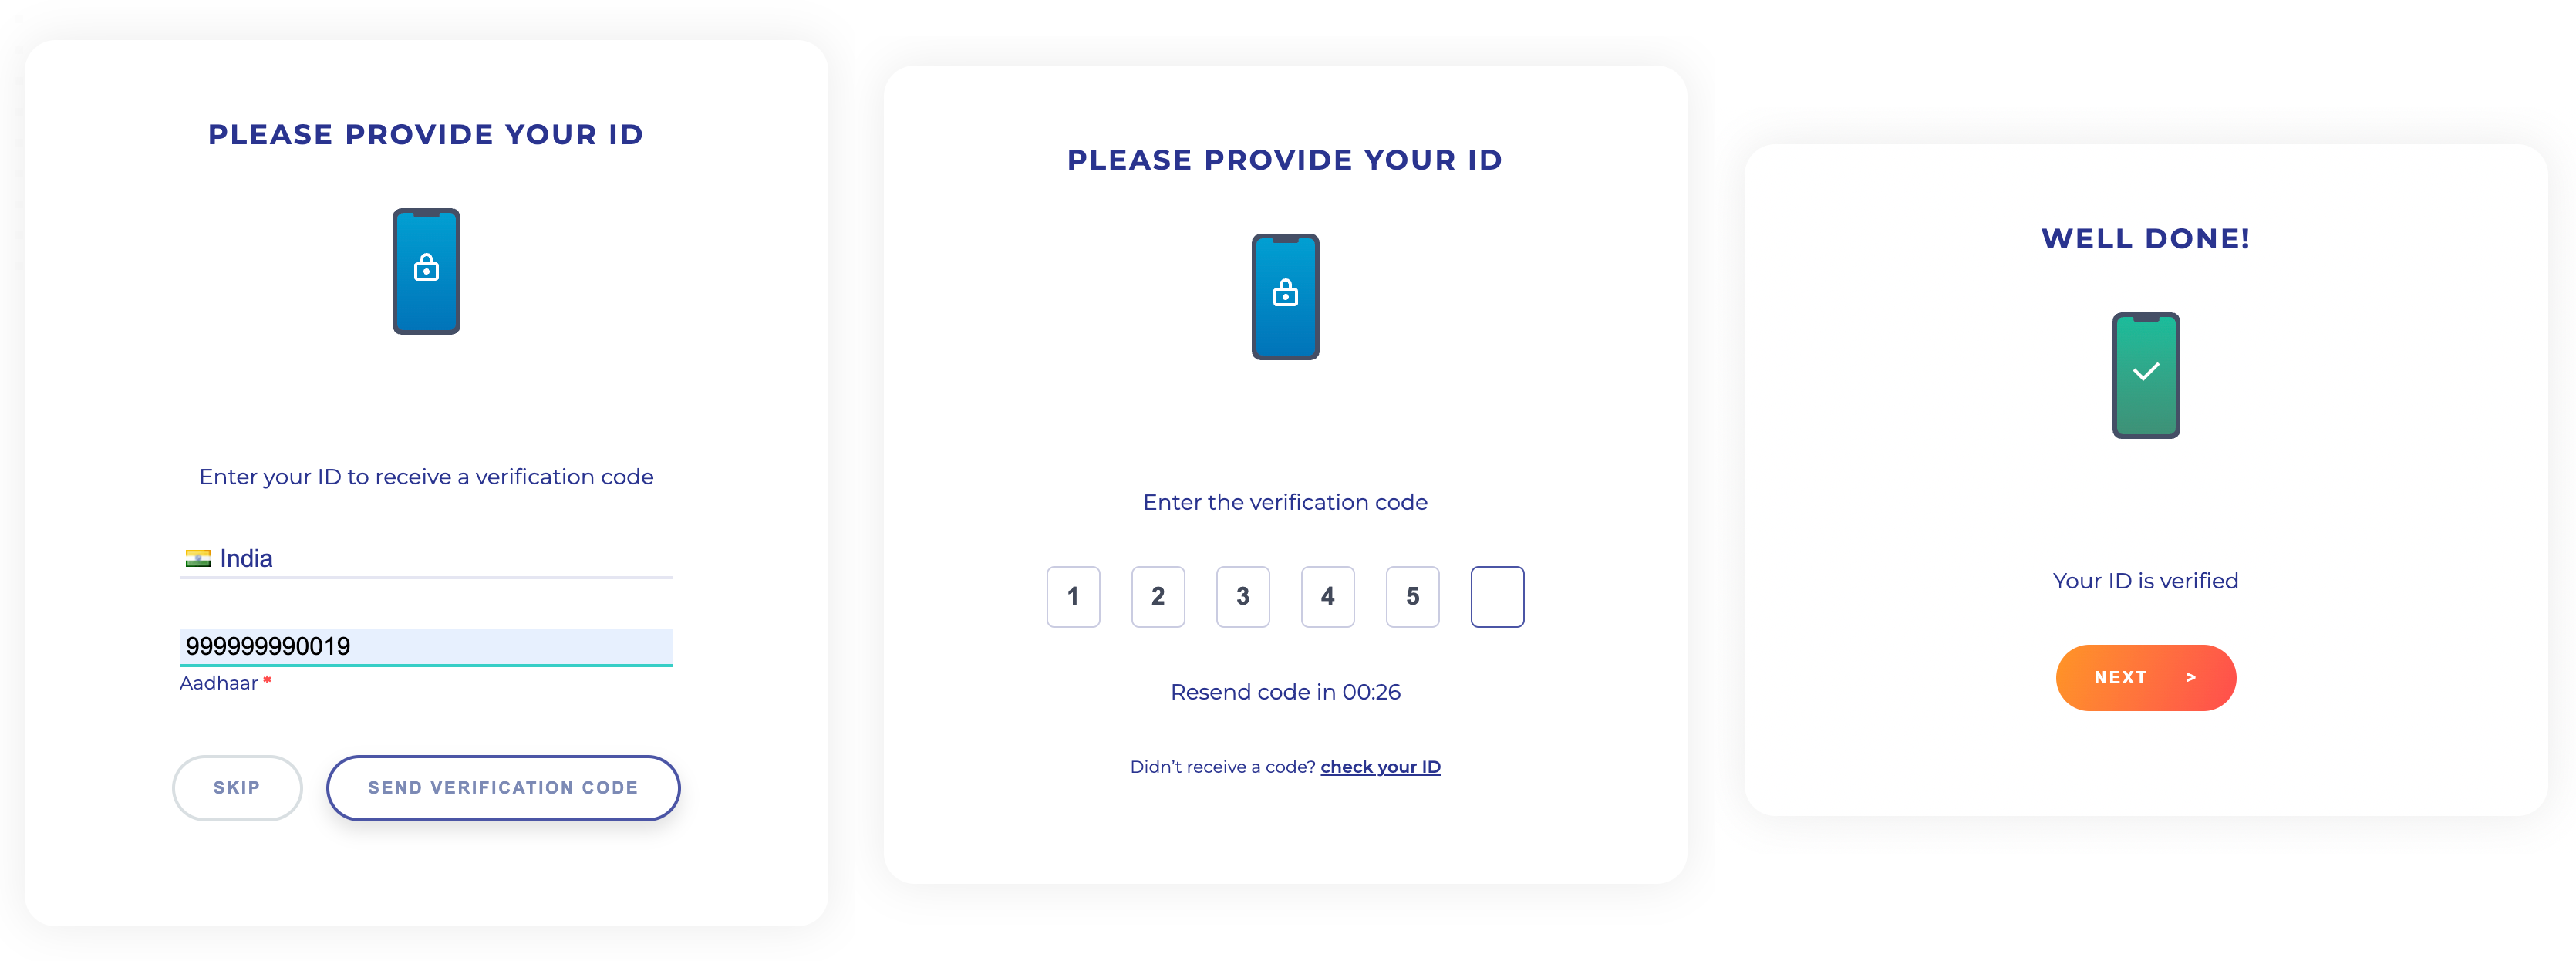 PLEASE PROVIDE YOUR ID
Enter your ID to receive a verification code
India
999999990019
Aadhaar *
SKIP
SEND VERIFICATION CODE
PLEASE PROVIDE YOUR ID
Enter the verification code
1 2 3 4 5
Resend code in 00:26
Didn't receive a code? check your ID
WELL DONE!
Your ID is verified
NEXT >